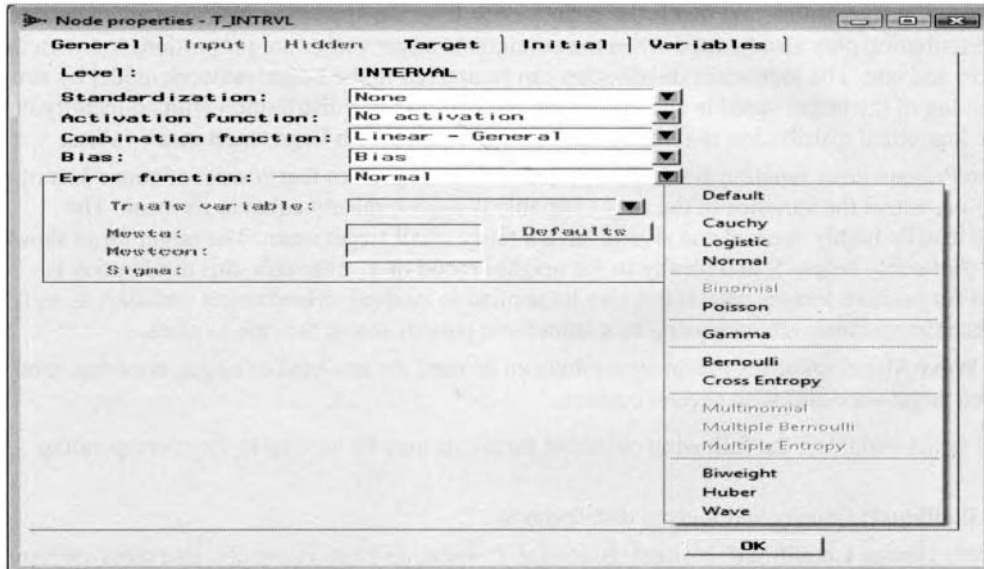 Node properties - T_INTRVL
General Input Hidden Target Initial Variables
Level: INTERVAL
Standardization: None
Activation function: No activation
Combination function: Linear - General
Bias: Bias
Error function: Normal
Trials variable:
Mesta: Defaults
Mscale:
Sigma:
Default
Logistic
Normal
Binomial
Poisson
Gamma
Bernoulli
Cross Entropy
Multinomial
Multiple Bernoulli
Multiple Entropy
Biweight
Huber
Wave
OK